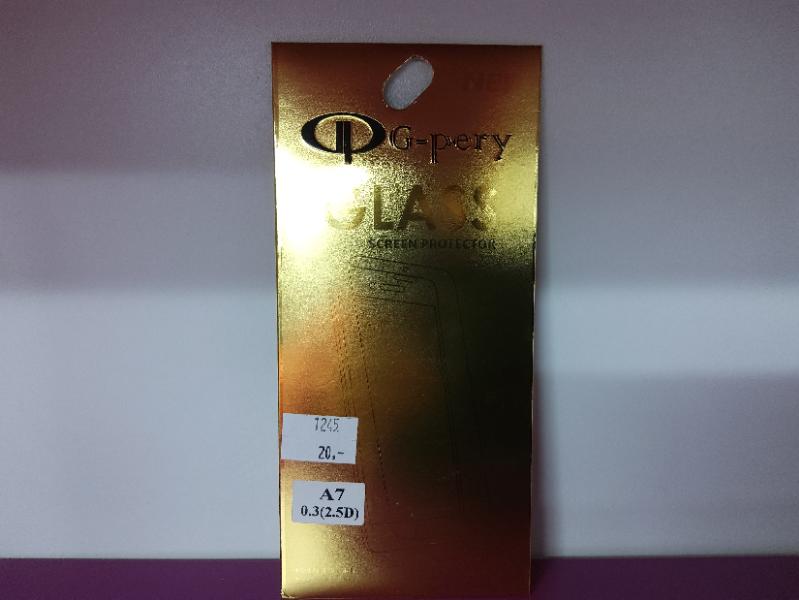 G-pery
GLASS
SCREEN PROTECTOR
1245
20,-
A7
0.3(2.5D)